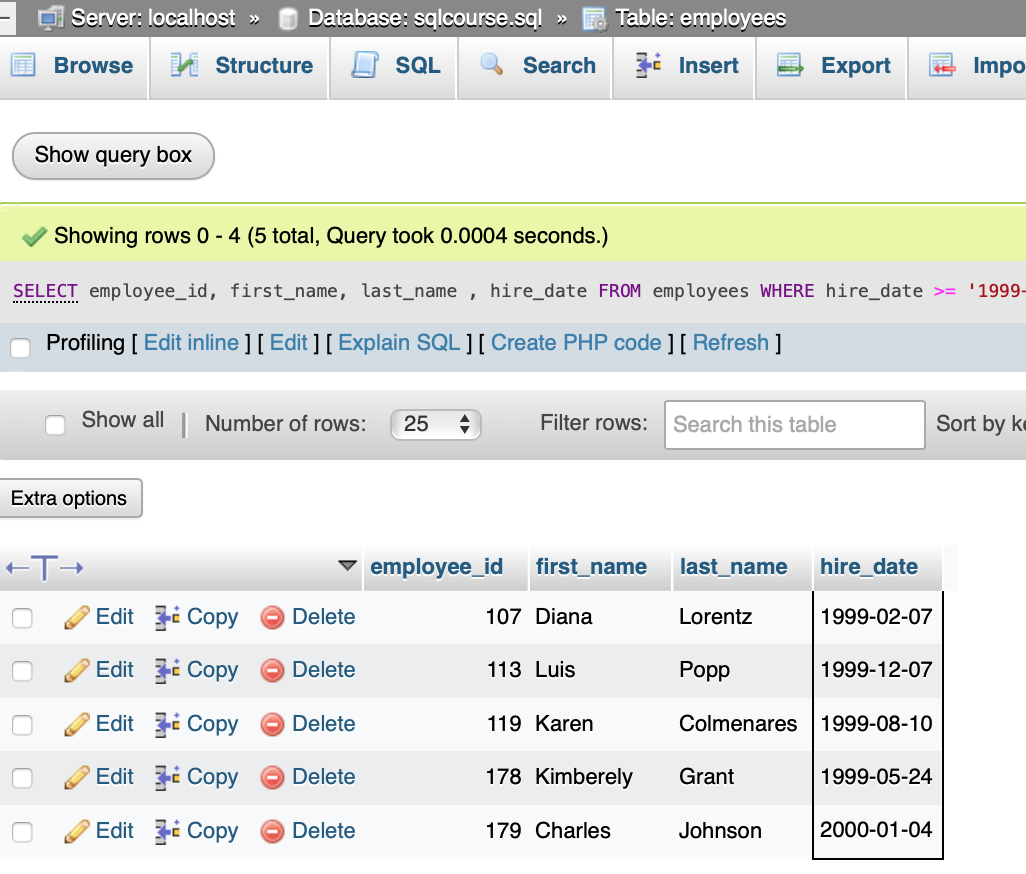 Server: localhost » Database: sqlcourse.sql » Table: employees
Browse Structure SQL Search Insert Export Impo
Show query box
Showing rows 0 - 4 (5 total, Query took 0.0004 seconds.)
SELECT employee_id, first_name, last_name , hire_date FROM employees WHERE hire_date >= '1999-
Profiling [ Edit inline ] [ Edit ] [ Explain SQL ] [ Create PHP code ] [ Refresh ]
Show all | Number of rows: 25 Filter rows: Search this table Sort by ke
Extra options
←T→ employee_id first_name last_name hire_date
Edit Copy Delete 107 Diana Lorentz 1999-02-07
Edit Copy Delete 113 Luis Popp 1999-12-07
Edit Copy Delete 119 Karen Colmenares 1999-08-10
Edit Copy Delete 178 Kimberely Grant 1999-05-24
Edit Copy Delete 179 Charles Johnson 2000-01-04